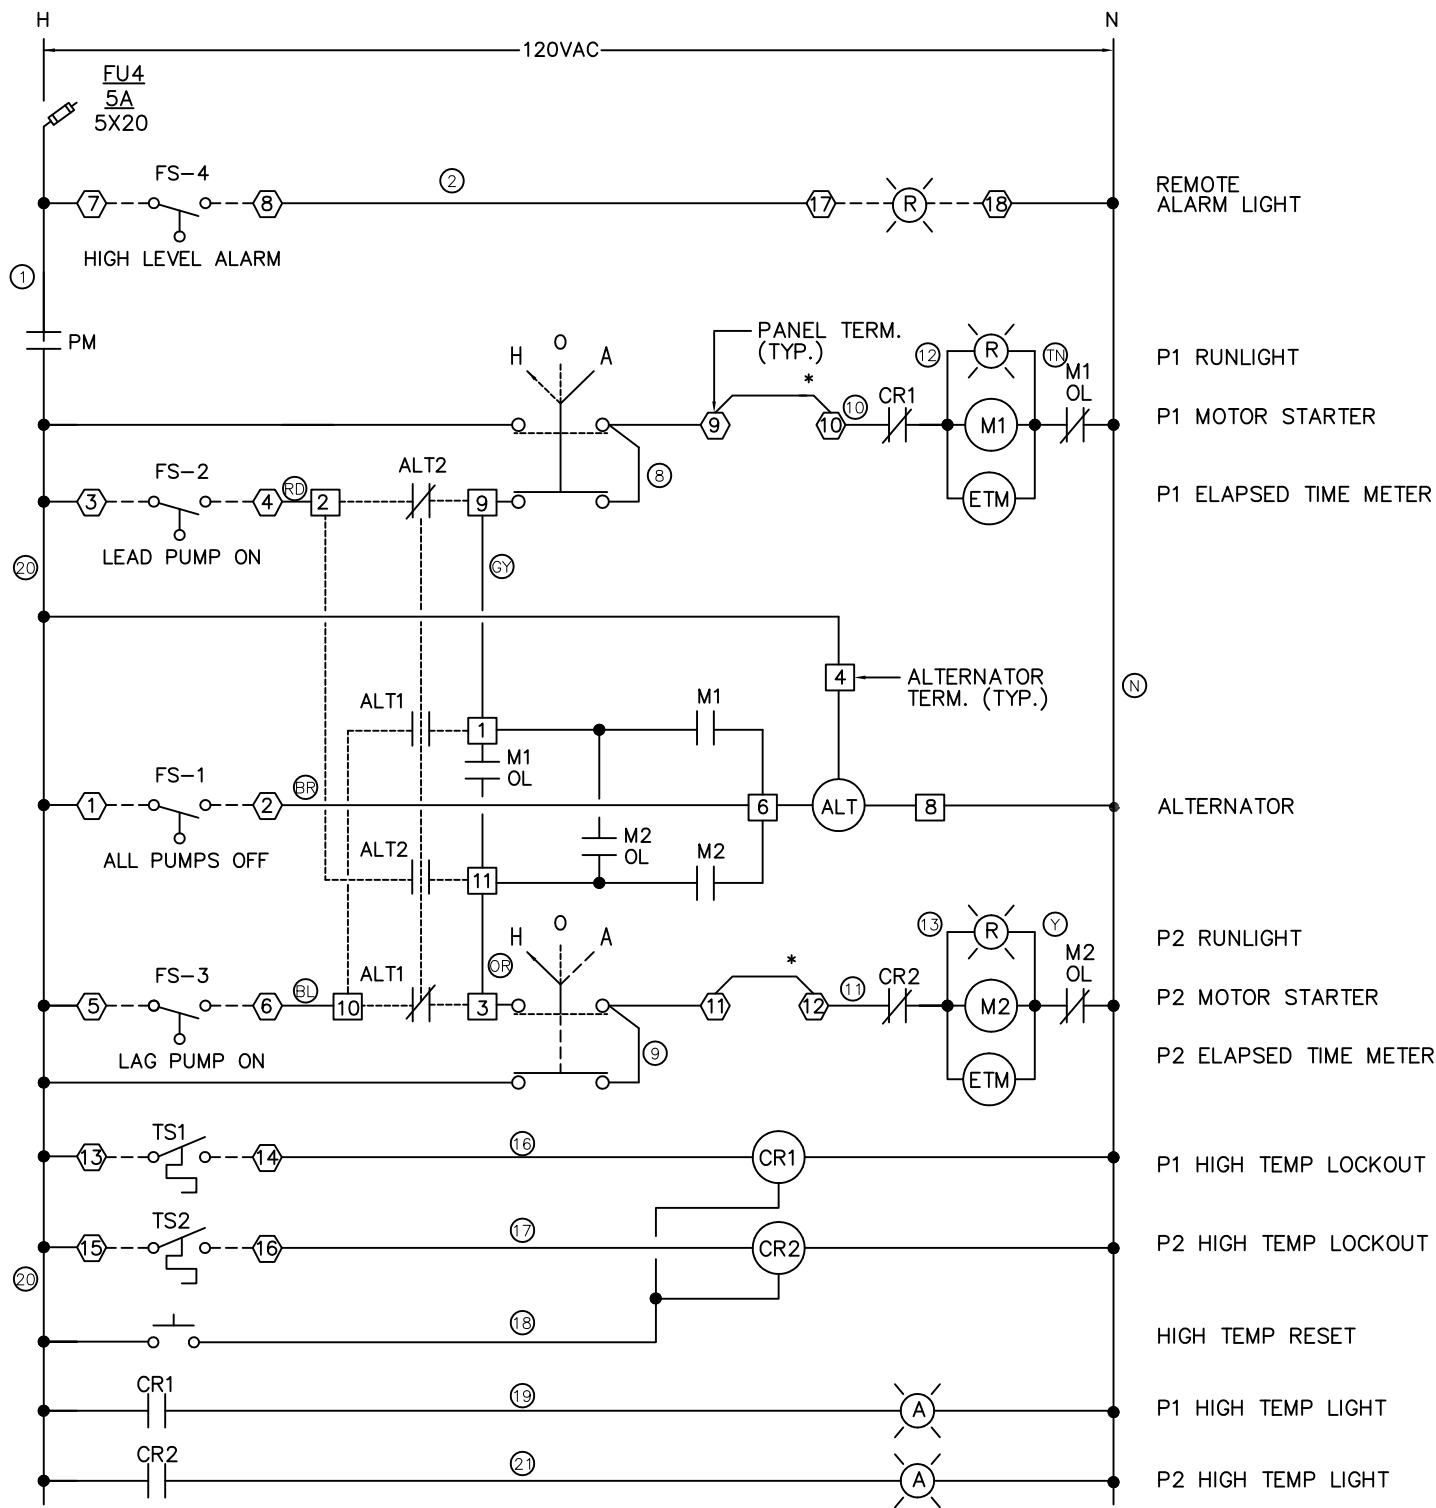 H N
120VAC
FU4
5A
5X20
FS-4
2
7 8 17 R 18
REMOTE
ALARM LIGHT
HIGH LEVEL ALARM
1
PM
H O A
PANEL TERM.
(TYP.)
*
12 R TN
M1
OL
P1 RUNLIGHT
9 10 10 CR1 M1
P1 MOTOR STARTER
FS-2
ALT2
8
3 4 RD 2 9
ETM
P1 ELAPSED TIME METER
LEAD PUMP ON
20
GY
4
ALTERNATOR
TERM. (TYP.)
N
ALT1
1
M1
M1
OL
FS-1
BR
1 2 6 ALT 8
ALTERNATOR
ALL PUMPS OFF
ALT2
M2
OL
M2
11
H O A
13 R Y
P2 RUNLIGHT
FS-3
BL
ALT1
OR
*
M2
OL
5 6 10 3 11 12 11 CR2 M2
P2 MOTOR STARTER
LAG PUMP ON
9
ETM
P2 ELAPSED TIME METER
TS1
16
13 14 CR1
P1 HIGH TEMP LOCKOUT
TS2
17
15 16 CR2
P2 HIGH TEMP LOCKOUT
20
18
HIGH TEMP RESET
CR1
19
A
P1 HIGH TEMP LIGHT
CR2
21
A
P2 HIGH TEMP LIGHT